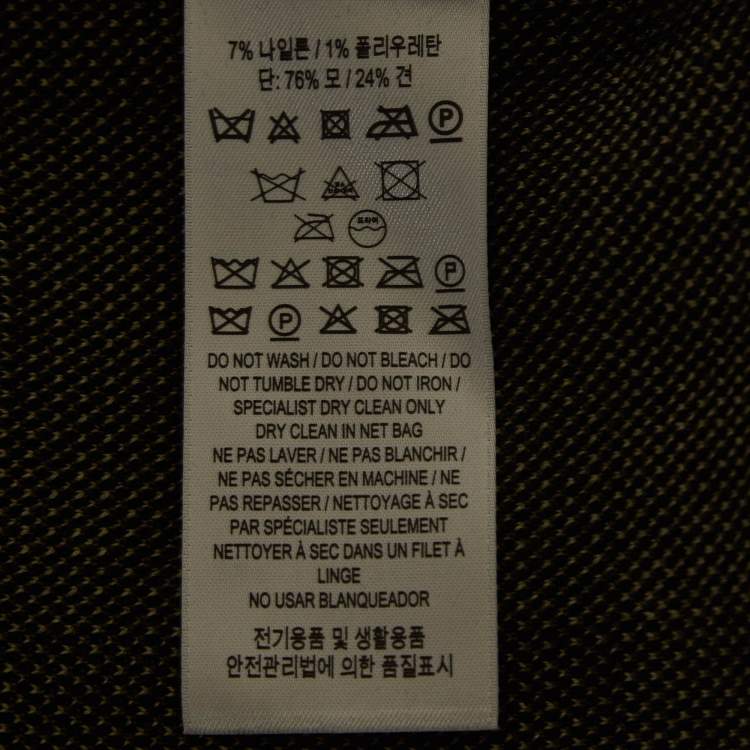 7% 나일론 / 1% 폴리우레탄
단: 76% 모 / 24% 견
P
드라이
P
P
DO NOT WASH / DO NOT BLEACH / DO
NOT TUMBLE DRY / DO NOT IRON /
SPECIALIST DRY CLEAN ONLY
DRY CLEAN IN NET BAG
NE PAS LAVER / NE PAS BLANCHIR /
NE PAS SÉCHER EN MACHINE / NE
PAS REPASSER / NETTOYAGE À SEC
PAR SPÉCIALISTE SEULEMENT
NETTOYER À SEC DANS UN FILET À
LINGE
NO USAR BLANQUEADOR
전기용품 및 생활용품
안전관리법에 의한 품질표시